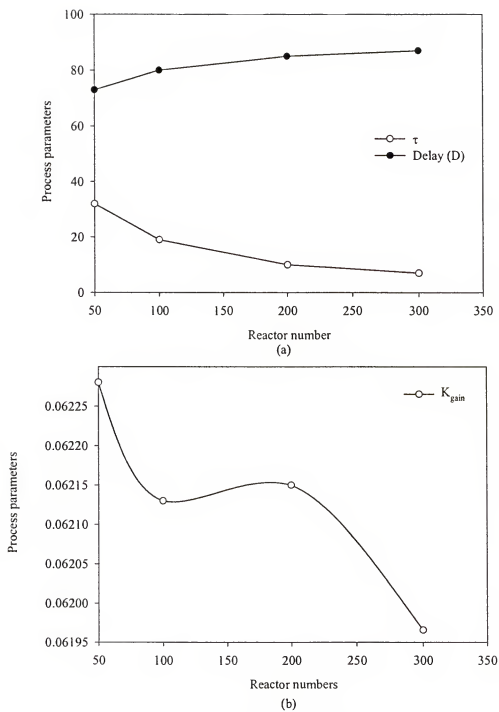 100
80
60
40
20
0
Process parameters
τ
Delay (D)
50 100 150 200 250 300 350
Reactor number
(a)
0.06225
0.06220
0.06215
0.06210
0.06205
0.06200
0.06195
Process parameters
K gain
50 100 150 200 250 300 350
Reactor numbers
(b)